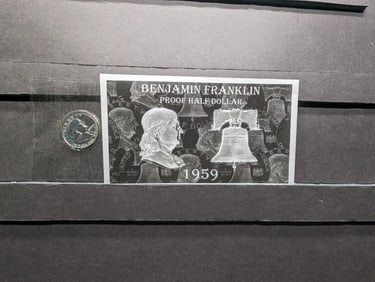 BENJAMIN FRANKLIN
PROOF HALF DOLLAR
1959